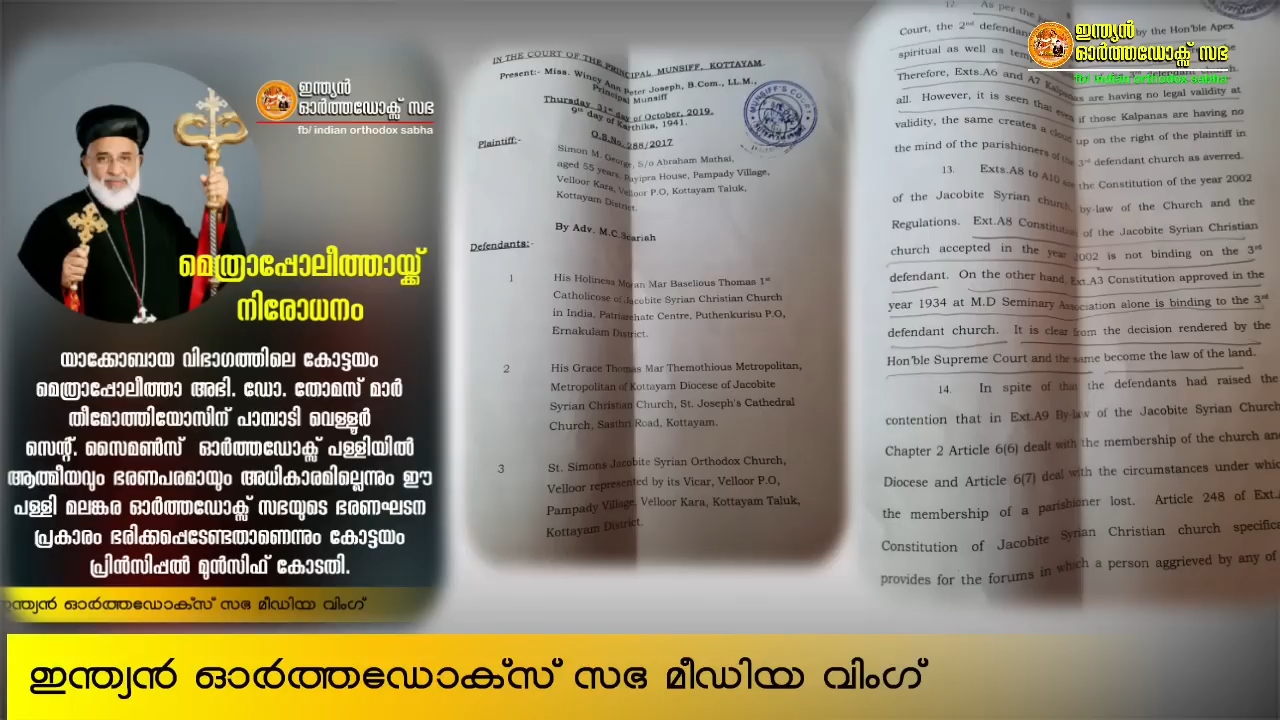 ഇന്ത്യൻ
ഓർത്തഡോക്സ് സഭ
fb/ indian orthodox sabha
മെത്രാപ്പോലീത്തായ്ക്ക്
നിരോധനം
യാക്കോബായ വിഭാഗത്തിലെ കോട്ടയം
മെത്രാപ്പോലീത്താ അഭി. ഡോ. തോമസ് മാർ
തീമോത്തിയോസിന് പാമ്പാടി വെള്ളൂർ
സെന്റ്. സൈമൺസ് ഓർത്തഡോക്സ് പള്ളിയിൽ
ആത്മീയവും ഭരണപരമായും അധികാരമില്ലെന്നും ഈ
പള്ളി മലങ്കര ഓർത്തഡോക്സ് സഭയുടെ ഭരണഘടന
പ്രകാരം ഭരിക്കപ്പെടേണ്ടതാണെന്നും കോട്ടയം
പ്രിൻസിപ്പൽ മുൻസിഫ് കോടതി.
ഇന്ത്യൻ ഓർത്തഡോക്സ് സഭ മീഡിയ വിംഗ്
IN THE COURT OF THE PRINCIPAL MUNSIFF, KOTTAYAM.
Present:- Miss. Wincy Ann Peter Joseph, B.Com., LL.M.,
Principal Munsiff
Thursday, 31st day of October, 2019.
9th day of Karthika, 1941.
O.S.No. 288/2017
Plaintiff:-
Simon M. George, S/o Abraham Mathai,
aged 55 years, Payipra House, Pampady Village,
Velloor Kara, Velloor P.O, Kottayam Taluk,
Kottayam District.
By Adv. M.C.Scariah
Defendants:-
1 His Holiness Moran Mar Baselious Thomas 1st
Catholicose of Jacobite Syrian Christian Church
in India, Patriarchate Centre, Puthenkurisu P.O,
Ernakulam District.
2 His Grace Thomas Mar Themothious Metropolitan,
Metropolitan of Kottayam Diocese of Jacobite
Syrian Christian Church, St. Joseph's Cathedral
Church, Sasthri Road, Kottayam.
3 St. Simons Jacobite Syrian Orthodox Church,
Velloor represented by its Vicar, Velloor P.O,
Pampady Village, Velloor Kara, Kottayam Taluk,
Kottayam District.
MUNSIFF'S COURT
12. As per the
Court, the 2nd defendant by the Hon'ble Apex
spiritual as well as
Therefore, Exts.A6 and A7 Kalpanas are having no legal validity at
all. However, it is seen that even if those Kalpanas are having no
validity, the same creates a cloud up on the right of the plaintiff in
the mind of the parishioners of the 3rd defendant church as averred.
13. Exts.A8 to A10 are the Constitution of the year 2002
of the Jacobite Syrian church, by-law of the Church and the
Regulations. Ext.A8 Constitution of the Jacobite Syrian Christian
church accepted in the year 2002 is not binding on the 3rd
defendant. On the other hand, Ext.A3 Constitution approved in the
year 1934 at M.D Seminary Association alone is binding to the 3rd
defendant church. It is clear from the decision rendered by the
Hon'ble Supreme Court and the same become the law of the land.
14. In spite of that the defendants had raised the
contention that in Ext.A9 By-law of the Jacobite Syrian Church
Chapter 2 Article 6(6) dealt with the membership of the church and
Diocese and Article 6(7) deal with the circumstances under which
the membership of a parishioner lost. Article 248 of
Constitution of Jacobite Syrian Christian church
provides for the forums in which a person aggrieved by any of
ഇന്ത്യൻ
ഓർത്തഡോക്സ് സഭ
fb/ indian orthodox sabha
ഇന്ത്യൻ ഓർത്തഡോക്സ് സഭ മീഡിയ വിംഗ്